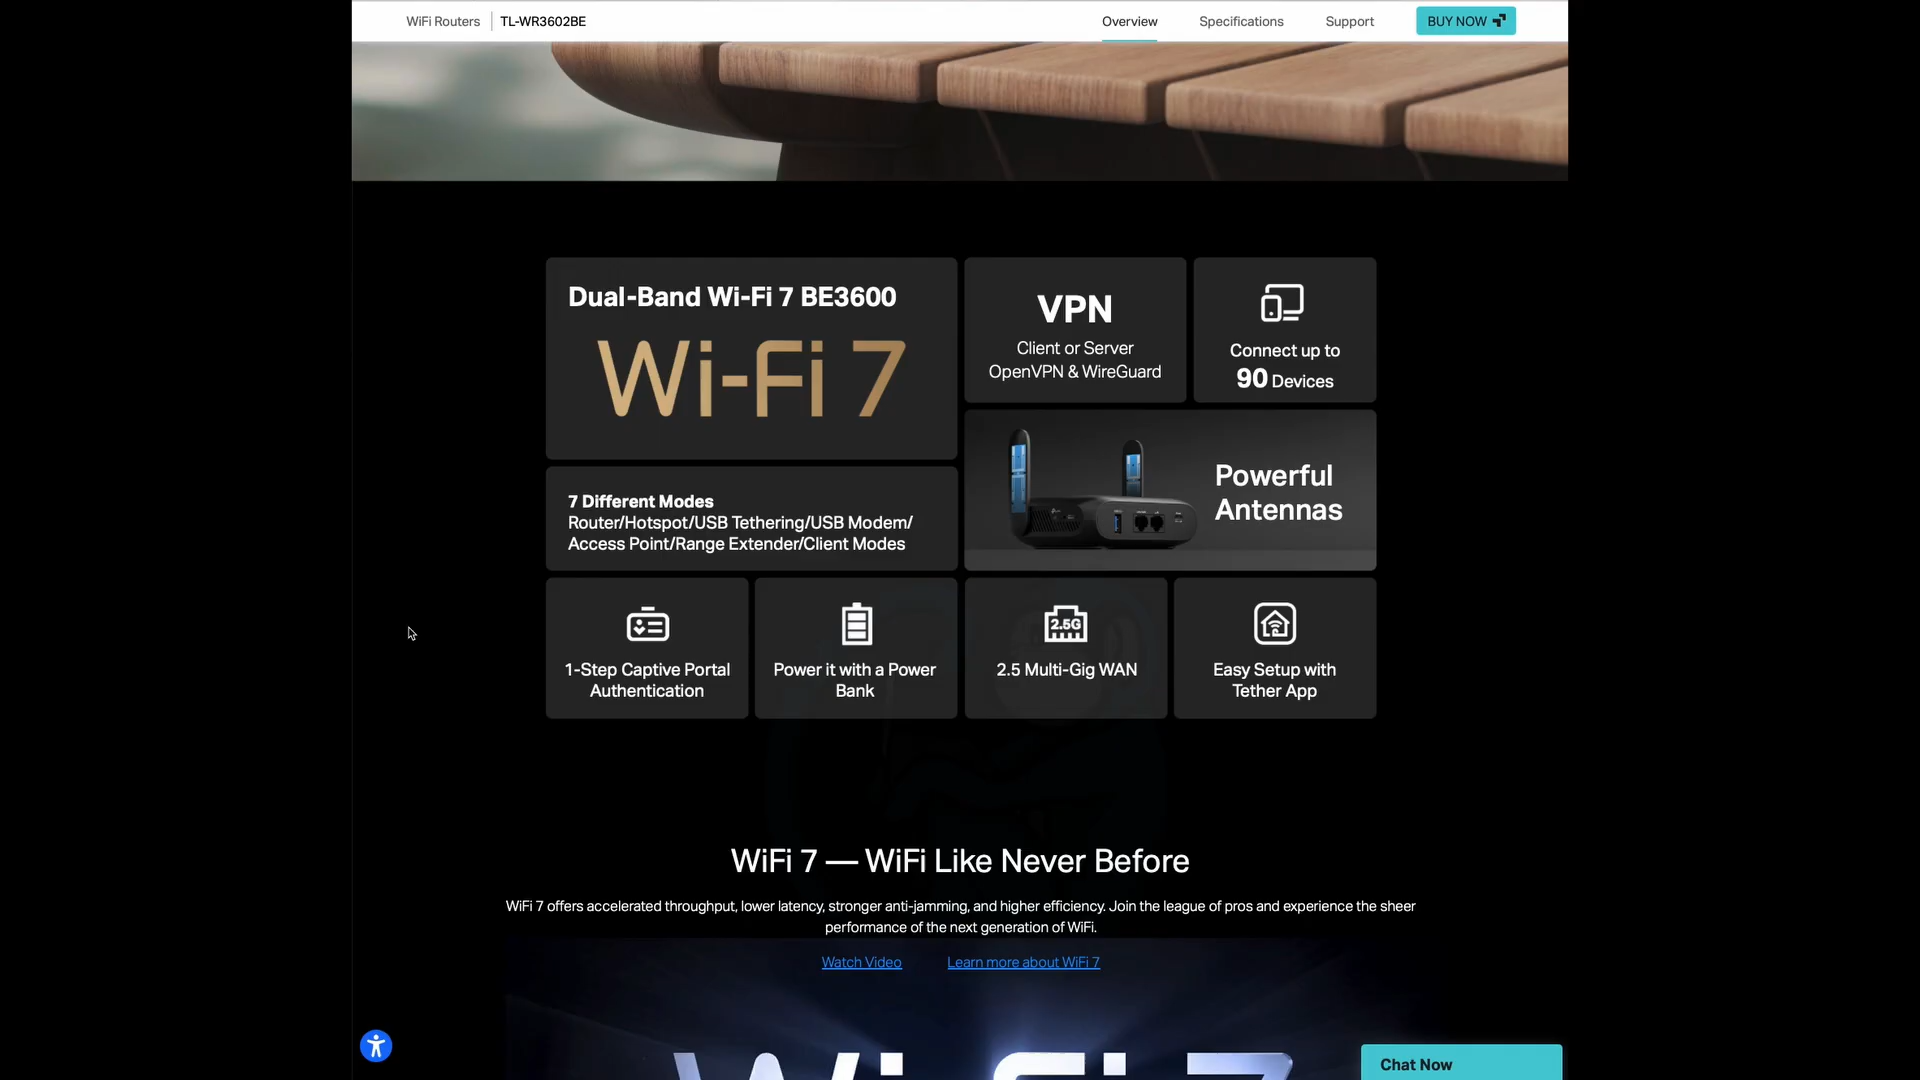 WiFi Routers TL-WR3602BE Overview Specifications Support BUY NOW
Dual-Band Wi-Fi 7 BE3600
Wi-Fi 7
VPN
Client or Server
OpenVPN & WireGuard
Connect up to
90 Devices
7 Different Modes
Router/Hotspot/USB Tethering/USB Modem/
Access Point/Range Extender/Client Modes
Powerful
Antennas
1-Step Captive Portal
Authentication
Power it with a Power
Bank
2.5G
2.5 Multi-Gig WAN
Easy Setup with
Tether App
WiFi 7 — WiFi Like Never Before
WiFi 7 offers accelerated throughput, lower latency, stronger anti-jamming, and higher efficiency. Join the league of pros and experience the sheer
performance of the next generation of WiFi.
Watch Video Learn more about WiFi 7
Wi-Fi 7
Chat Now